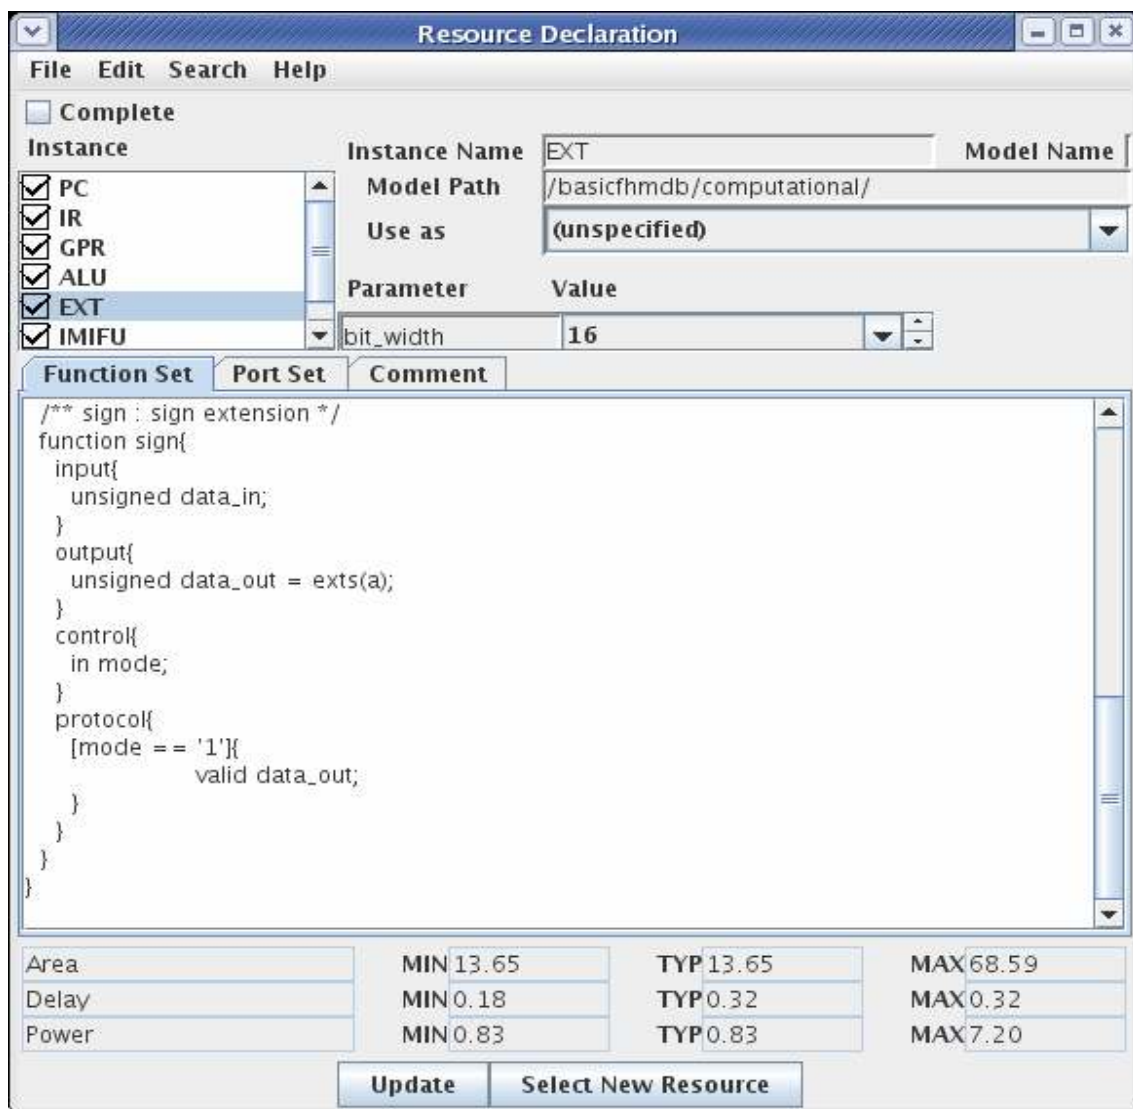 Resource Declaration
File Edit Search Help
Complete
Instance
Instance Name EXT Model Name
PC
IR
GPR
ALU
EXT
IMIFU
Model Path /basicfhmdb/computational/
Use as (unspecified)
Parameter Value
bit_width 16
Function Set Port Set Comment
/** sign : sign extension */
function sign{
input{
unsigned data_in;
}
output{
unsigned data_out = exts(a);
}
control{
in mode;
}
protocol{
[mode == '1']{
valid data_out;
}
}
}
}
Area MIN 13.65 TYP 13.65 MAX 68.59
Delay MIN 0.18 TYP 0.32 MAX 0.32
Power MIN 0.83 TYP 0.83 MAX 7.20
Update Select New Resource